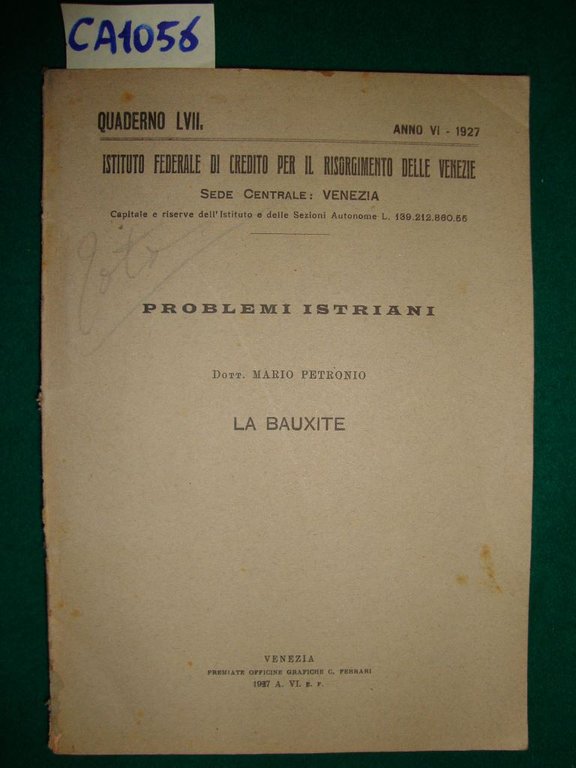 CA1056
QUADERNO LVII.
ANNO VI - 1927
ISTITUTO FEDERALE DI CREDITO PER IL RISORGIMENTO DELLE VENEZIE
SEDE CENTRALE: VENEZIA
Capitale e riserve dell'Istituto e delle Sezioni Autonome L. 139.212.860.55
PROBLEMI ISTRIANI
DOTT. MARIO PETRONIO
LA BAUXITE
VENEZIA
PREMIATE OFFICINE GRAFICHE C. FERRARI
1927 A. VI. E. F.